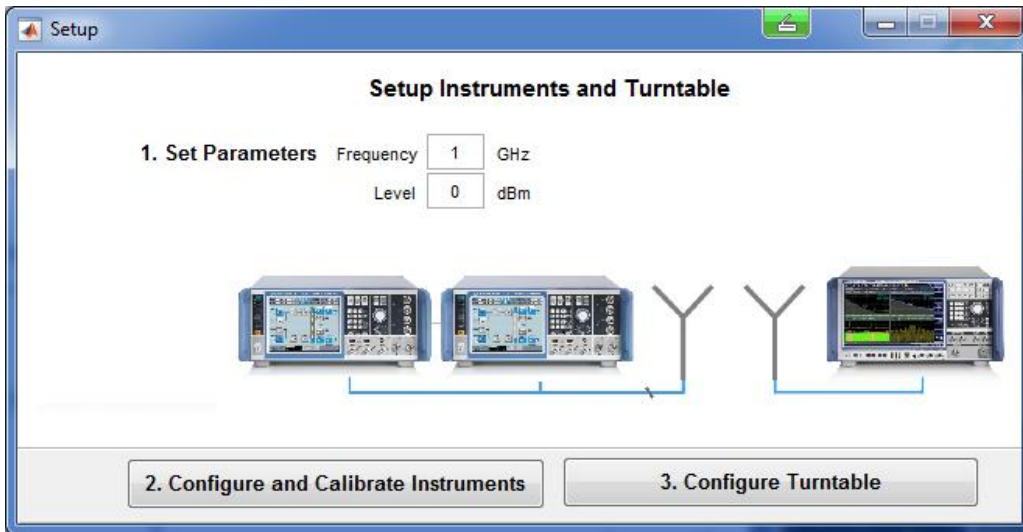 Setup
Setup Instruments and Turntable
1. Set Parameters Frequency 1 GHz
Level 0 dBm
2. Configure and Calibrate Instruments
3. Configure Turntable